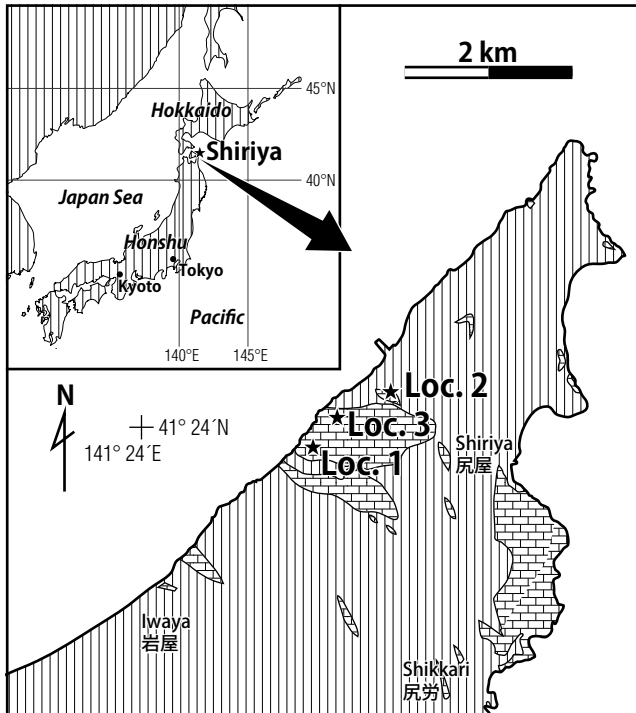 2 km
45°N
Hokkaido
Shiriya
40°N
Japan Sea
Honshu
Tokyo
Kyoto
Pacific
140°E
145°E
N
41° 24´N
141° 24´E
Loc. 2
Loc. 3
Loc. 1
Shiriya
尻屋
Iwaya
岩屋
Shikkari
尻労